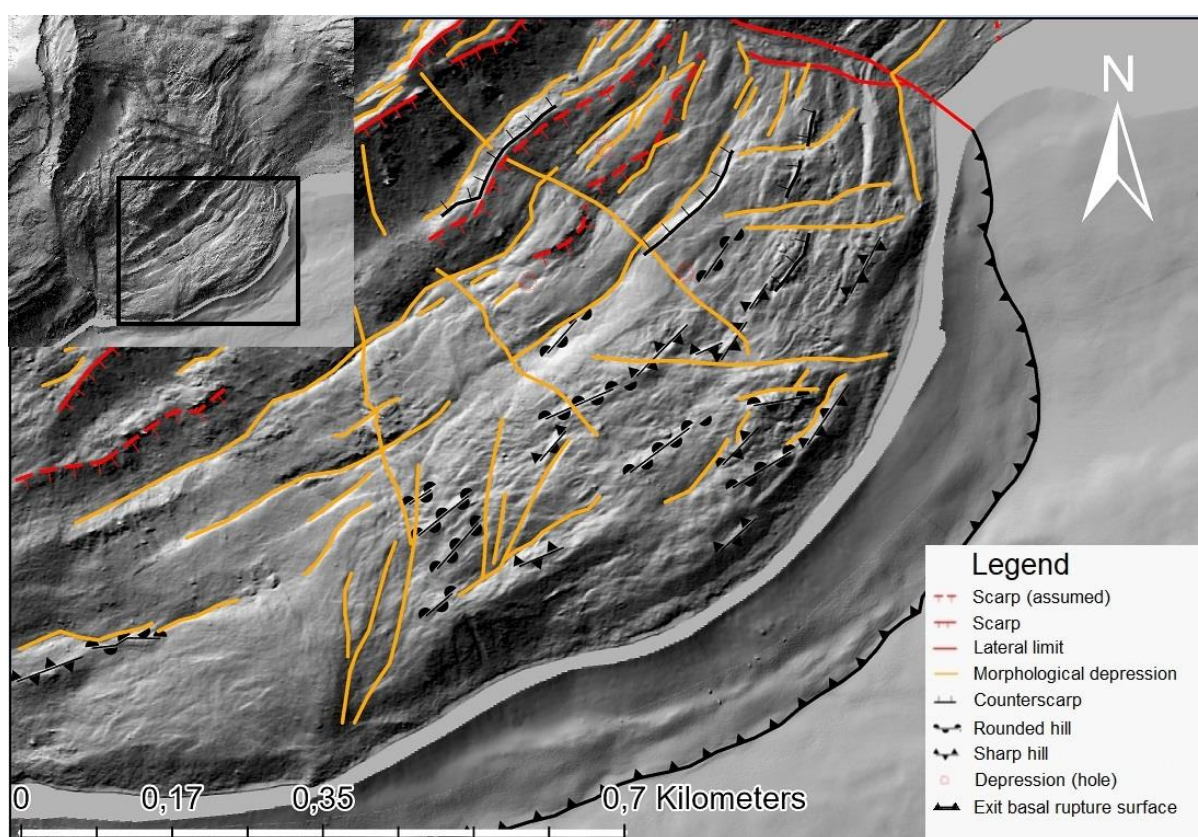 N
Legend
Scarp (assumed)
Scarp
Lateral limit
Morphological depression
Counterscarp
Rounded hill
Sharp hill
Depression (hole)
Exit basal rupture surface
0 0,17 0,35 0,7 Kilometers